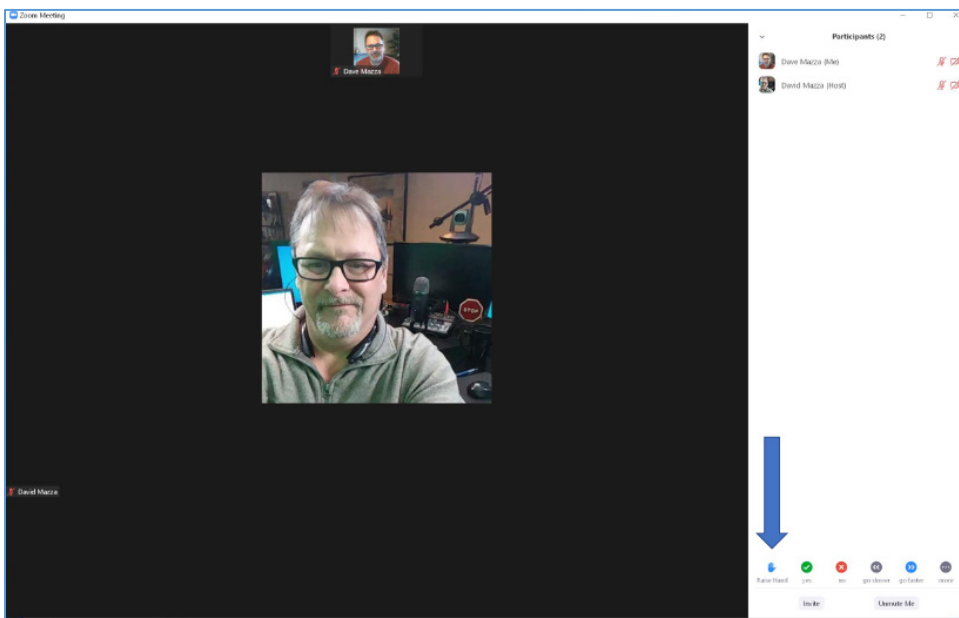 Zoom Meeting
Dave Mazza
Participants (2)
Dave Mazza (Me)
David Mazza (Host)
STOP
David Mazza
Raise Hand yes no go slower go faster more
Invite Unmute Me